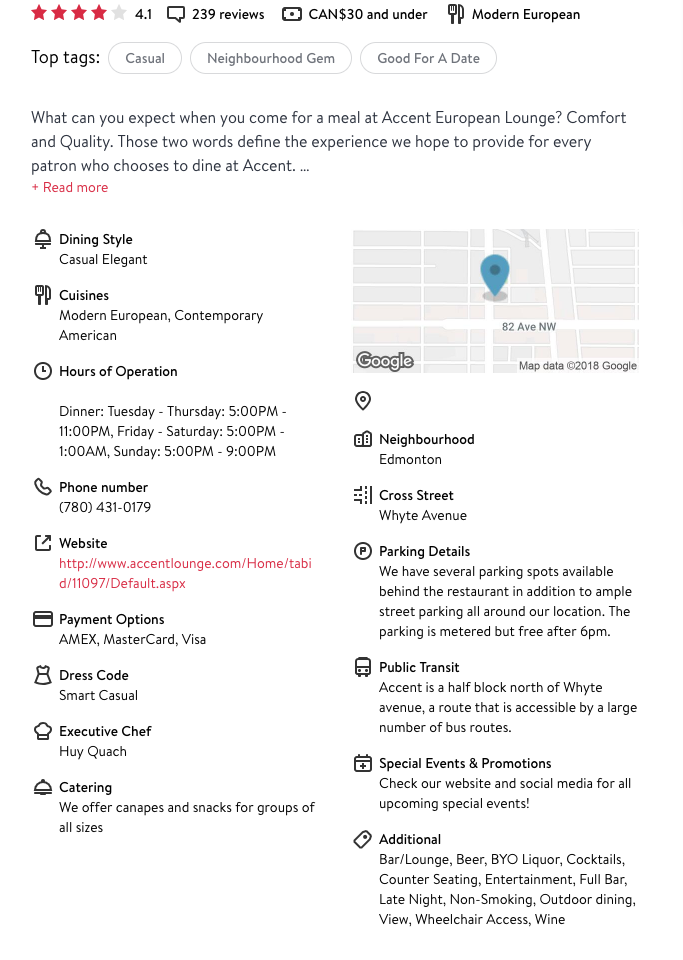 4.1 239 reviews CAN$30 and under Modern European
Top tags: Casual Neighbourhood Gem Good For A Date
What can you expect when you come for a meal at Accent European Lounge? Comfort
and Quality. Those two words define the experience we hope to provide for every
patron who chooses to dine at Accent. ...
+ Read more
Dining Style
Casual Elegant
Cuisines
Modern European, Contemporary
American
Hours of Operation
Dinner: Tuesday - Thursday: 5:00PM -
11:00PM, Friday - Saturday: 5:00PM -
1:00AM, Sunday: 5:00PM - 9:00PM
Phone number
(780) 431-0179
Website
http://www.accentlounge.com/Home/tabi
d/11097/Default.aspx
Payment Options
AMEX, MasterCard, Visa
Dress Code
Smart Casual
Executive Chef
Huy Quach
Catering
We offer canapes and snacks for groups of
all sizes
82 Ave NW
Google
Map data ©2018 Google
Neighbourhood
Edmonton
Cross Street
Whyte Avenue
Parking Details
We have several parking spots available
behind the restaurant in addition to ample
street parking all around our location. The
parking is metered but free after 6pm.
Public Transit
Accent is a half block north of Whyte
avenue, a route that is accessible by a large
number of bus routes.
Special Events & Promotions
Check our website and social media for all
upcoming special events!
Additional
Bar/Lounge, Beer, BYO Liquor, Cocktails,
Counter Seating, Entertainment, Full Bar,
Late Night, Non-Smoking, Outdoor dining,
View, Wheelchair Access, Wine